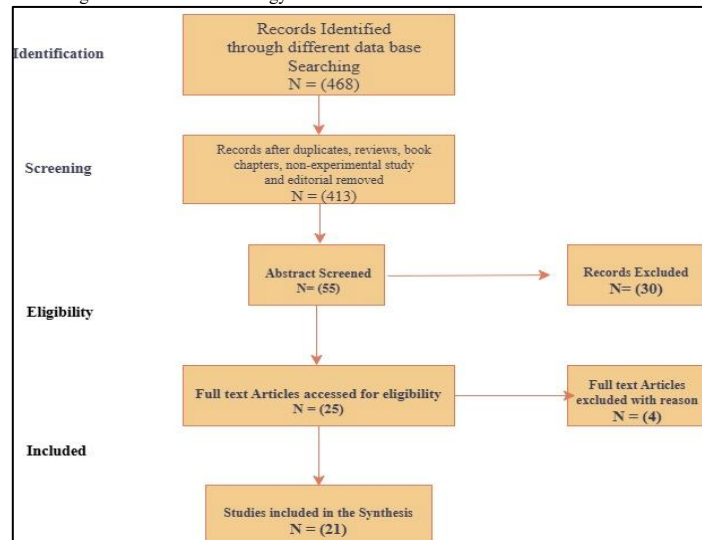 Identification
Records Identified
through different data base
Searching
N = (468)
Screening
Records after duplicates, reviews, book
chapters, non-experimental study
and editorial removed
N = (413)
Abstract Screened
N= (55)
Records Excluded
N= (30)
Eligibility
Full text Articles accessed for eligibility
N = (25)
Full text Articles
excluded with reason
N = (4)
Included
Studies included in the Synthesis
N = (21)